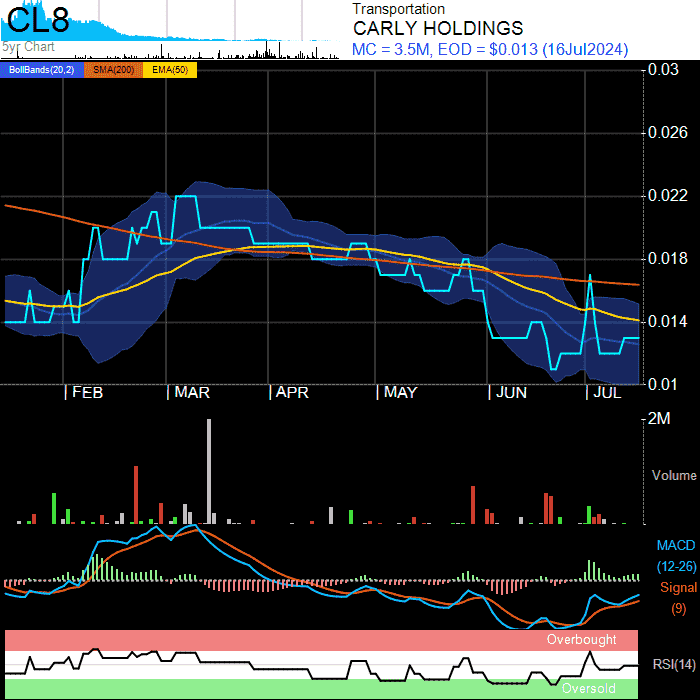 CL8
5yr Chart
Transportation
CARLY HOLDINGS
MC = 3.5M, EOD = $0.013 (16Jul2024)
BollBands(20,2) SMA(200) EMA(50)
0.03
0.026
0.022
0.018
0.014
0.01
FEB MAR APR MAY JUN JUL
2M
Volume
MACD
(12-26)
Signal
(9)
Overbought
RSI(14)
Oversold